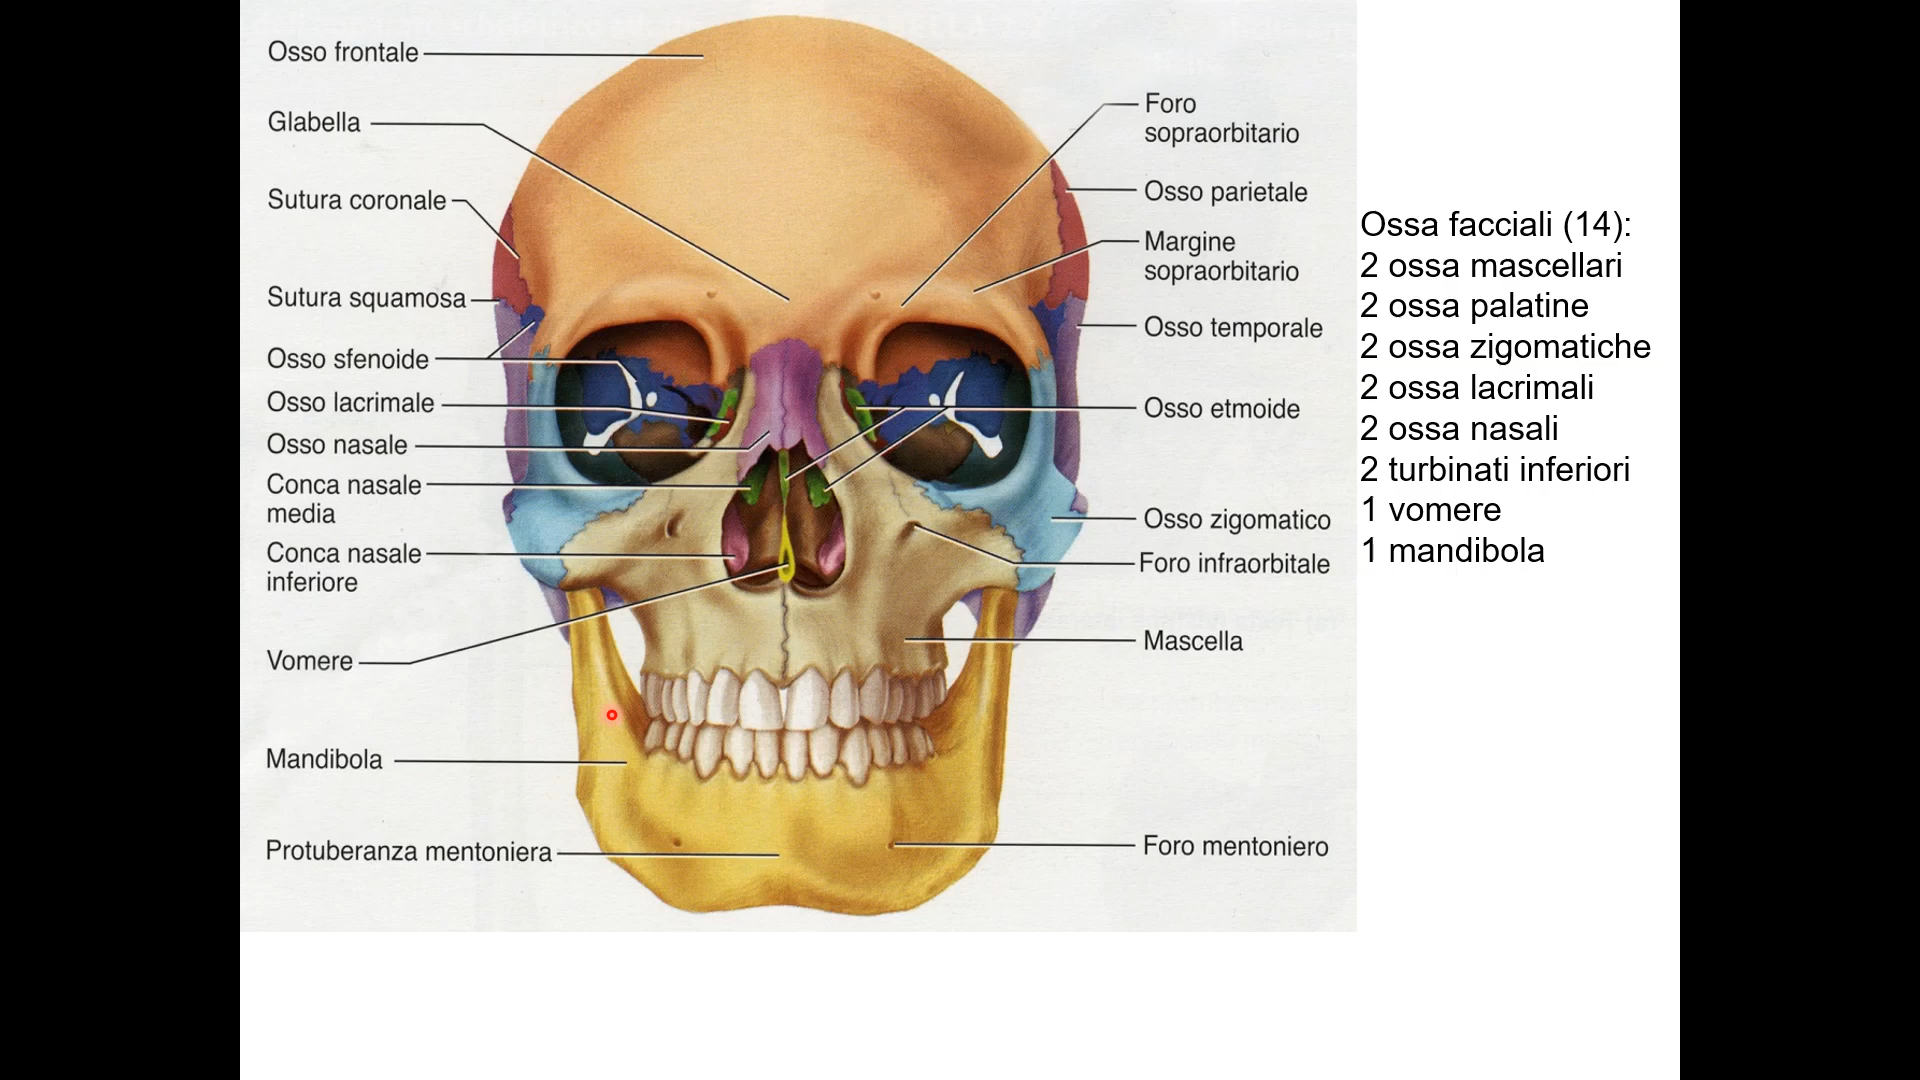 Osso frontale
Glabella
Sutura coronale
Sutura squamosa
Osso sfenoide
Osso lacrimale
Osso nasale
Conca nasale
media
Conca nasale
inferiore
Vomere
Mandibola
Protuberanza mentoniera
Foro
sopraorbitario
Osso parietale
Margine
sopraorbitario
Osso temporale
Osso etmoide
Osso zigomatico
Foro infraorbitale
Mascella
Foro mentoniero
Ossa facciali (14):
2 ossa mascellari
2 ossa palatine
2 ossa zigomatiche
2 ossa lacrimali
2 ossa nasali
2 turbinati inferiori
1 vomere
1 mandibola